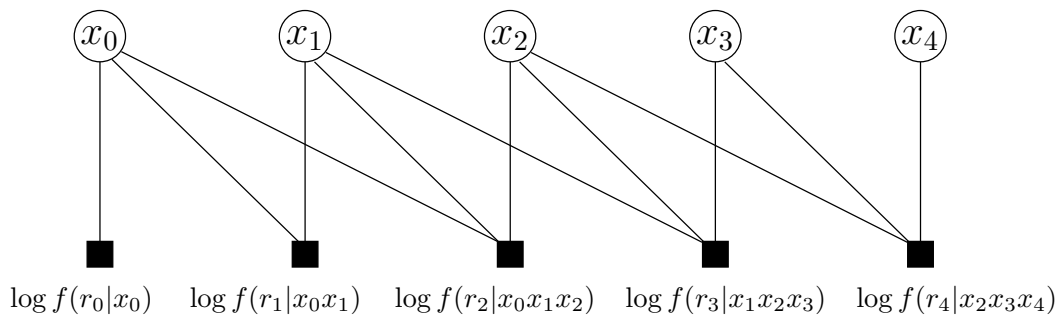 x₀ x₁ x₂ x₃ x₄
log f(r₀|x₀) log f(r₁|x₀x₁) log f(r₂|x₀x₁x₂) log f(r₃|x₁x₂x₃) log f(r₄|x₂x₃x₄)